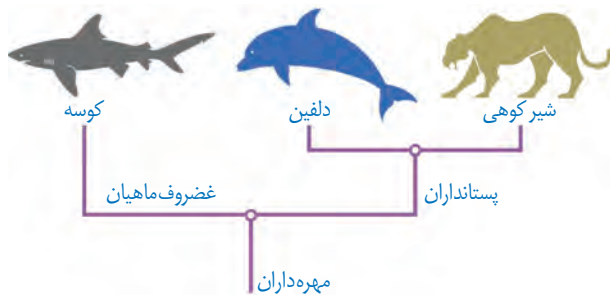 شیر کوهی
دلفین
کوسه
پستانداران
غضروف‌ماهیان
مهره‌داران